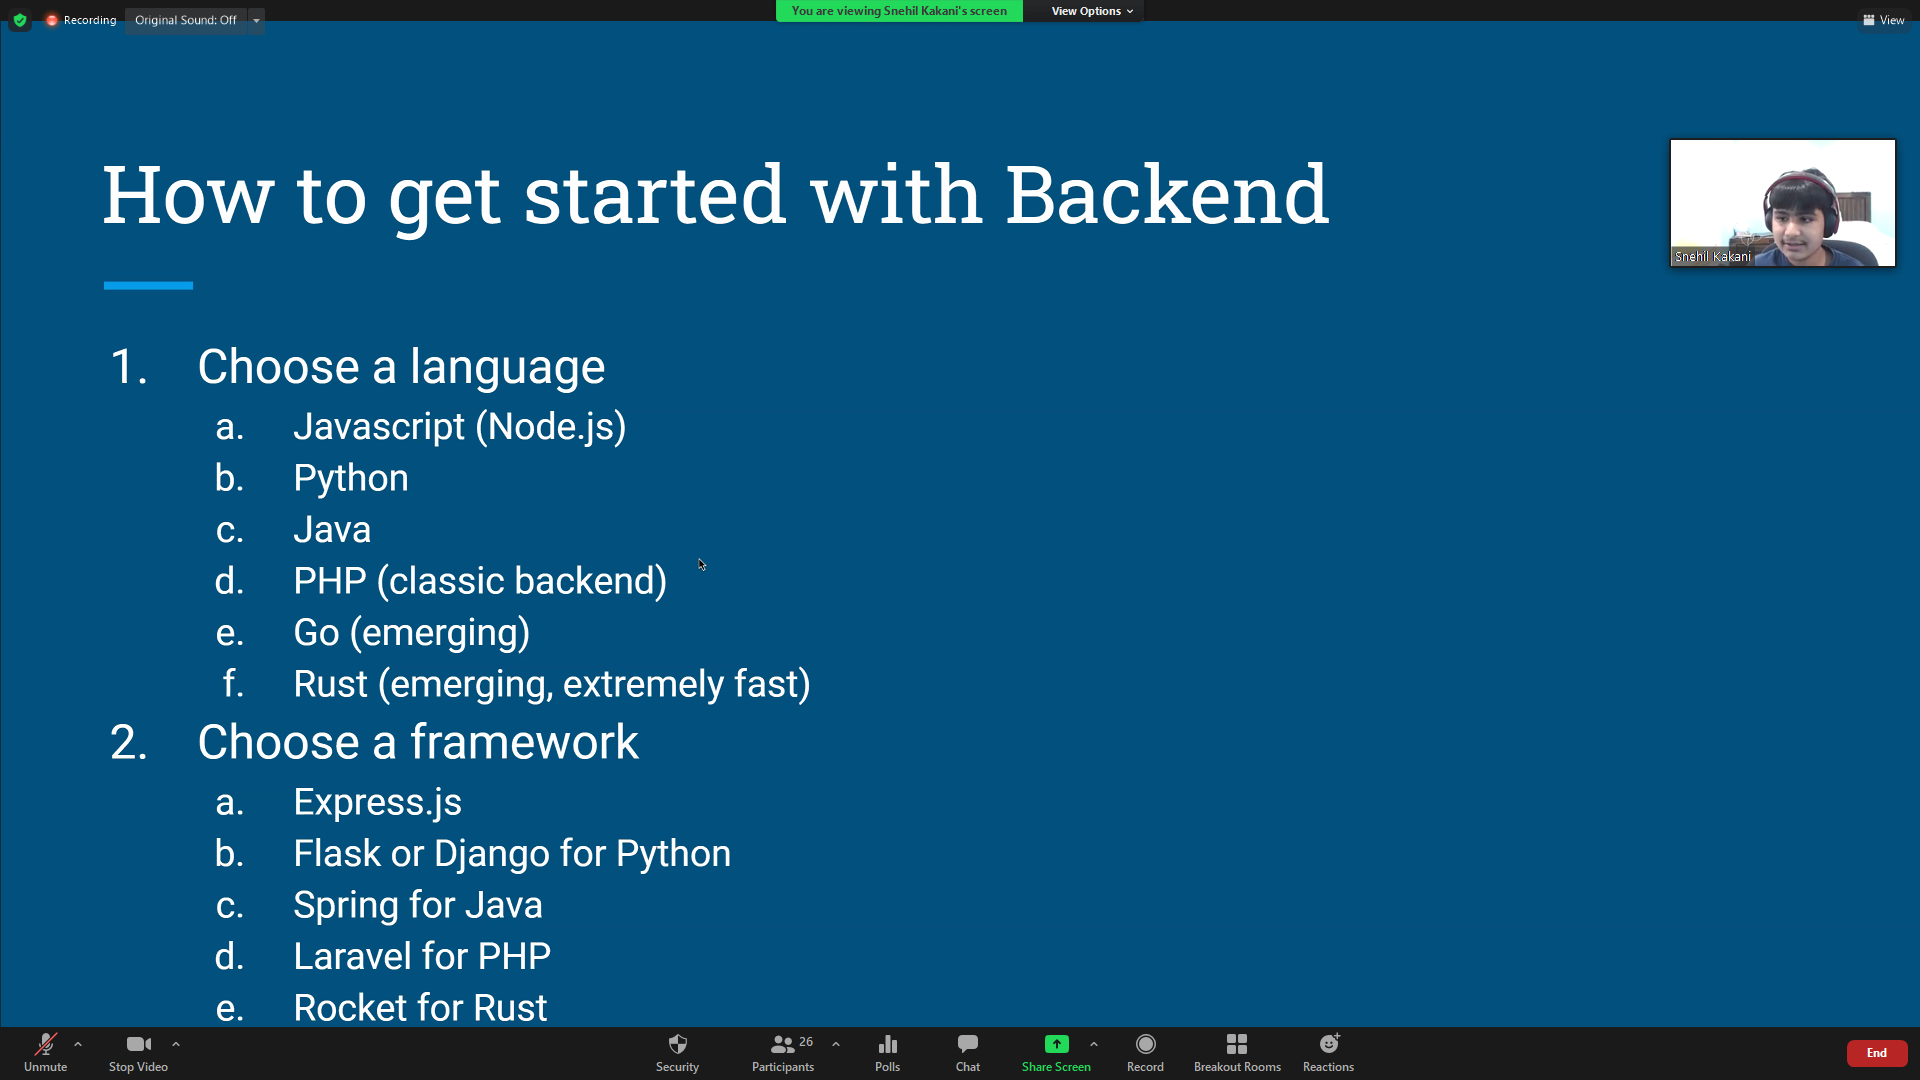 Recording
Original Sound: Off
You are viewing Snehil Kakani's screen
View Options
View
How to get started with Backend
Snehil Kakani
1. Choose a language
a. Javascript (Node.js)
b. Python
c. Java
d. PHP (classic backend)
e. Go (emerging)
f. Rust (emerging, extremely fast)
2. Choose a framework
a. Express.js
b. Flask or Django for Python
c. Spring for Java
d. Laravel for PHP
e. Rocket for Rust
Unmute
Stop Video
Security
26
Participants
Polls
Chat
Share Screen
Record
Breakout Rooms
Reactions
End